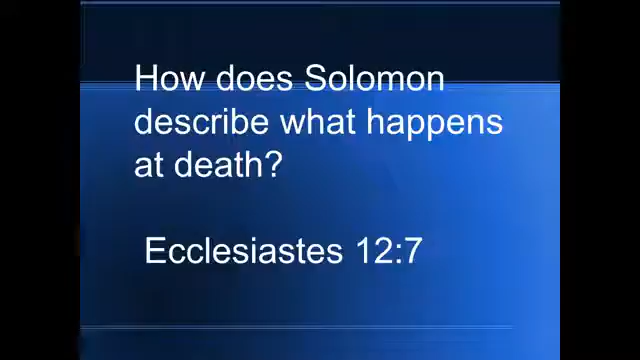 How does Solomon
describe what happens
at death?
Ecclesiastes 12:7